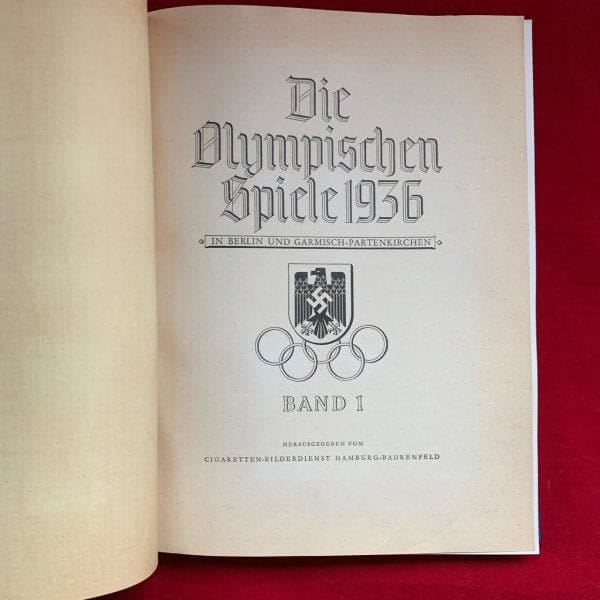 Die
Olympischen
Spiele 1936
IN BERLIN UND GARMISCH-PARTENKIRCHEN
BAND 1
HERAUSGEGEBEN VOM
CIGARETTEN-BILDERDIENST HAMBURG-BAHRENFELD